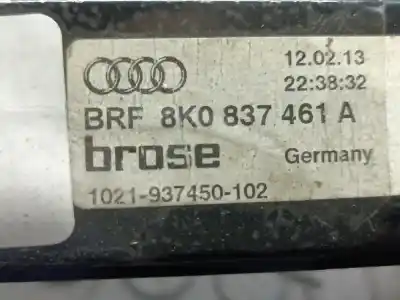 12.02.13
22:38:32
BRF 8K0 837 461 A
brose
Germany
1021-937450-102